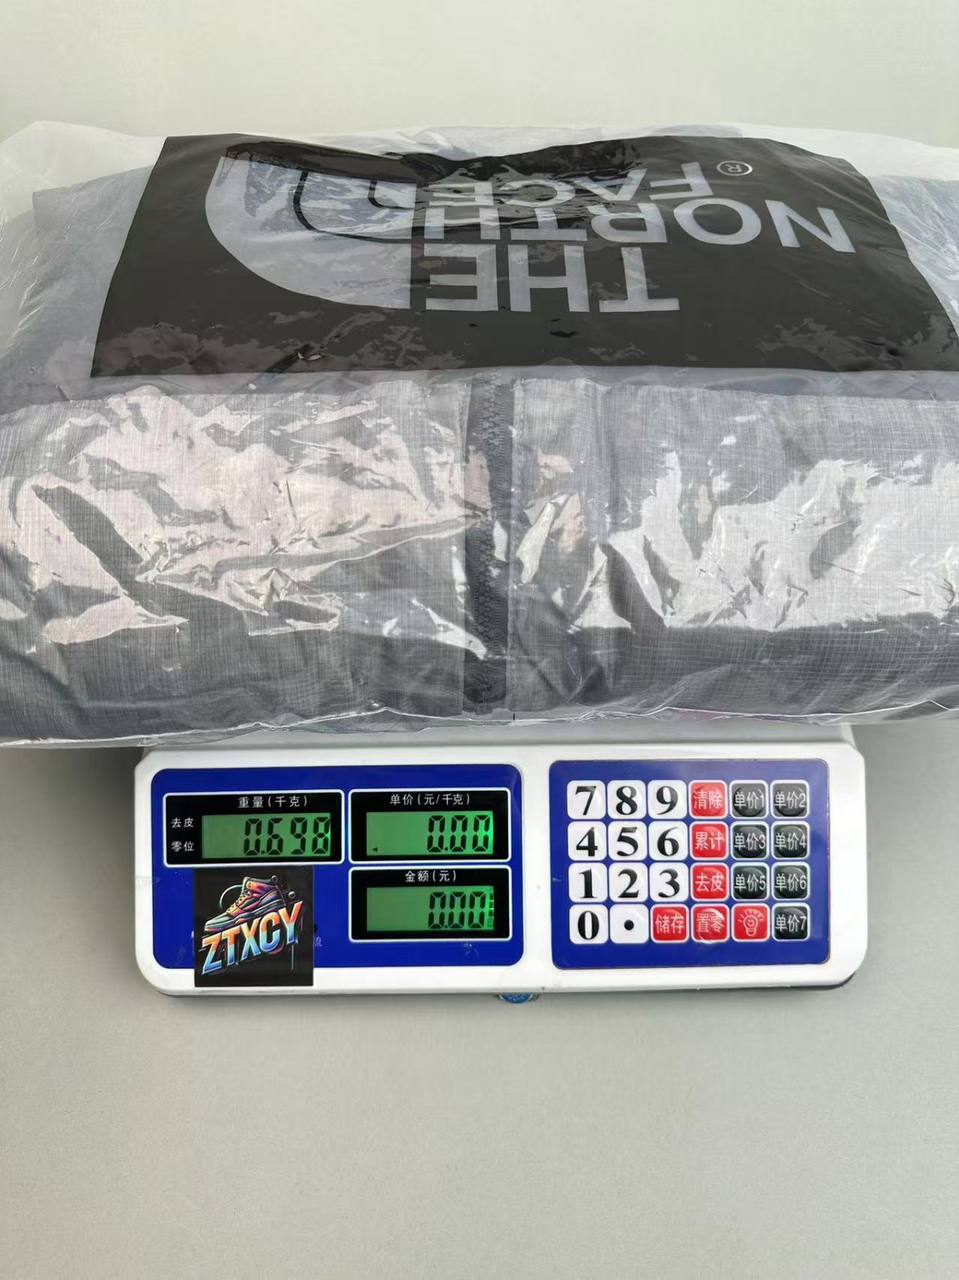 THE
NORTH
FACE
®
重量(千克)
去皮
零位
0.698
单价(元/千克)
0.00
金额(元)
0.00
ZTXCY
流
7 8 9 清除 单价1 单价2
4 5 6 累计 单价3 单价4
1 2 3 去皮 单价5 单价6
0 . 储存 置零 单价7